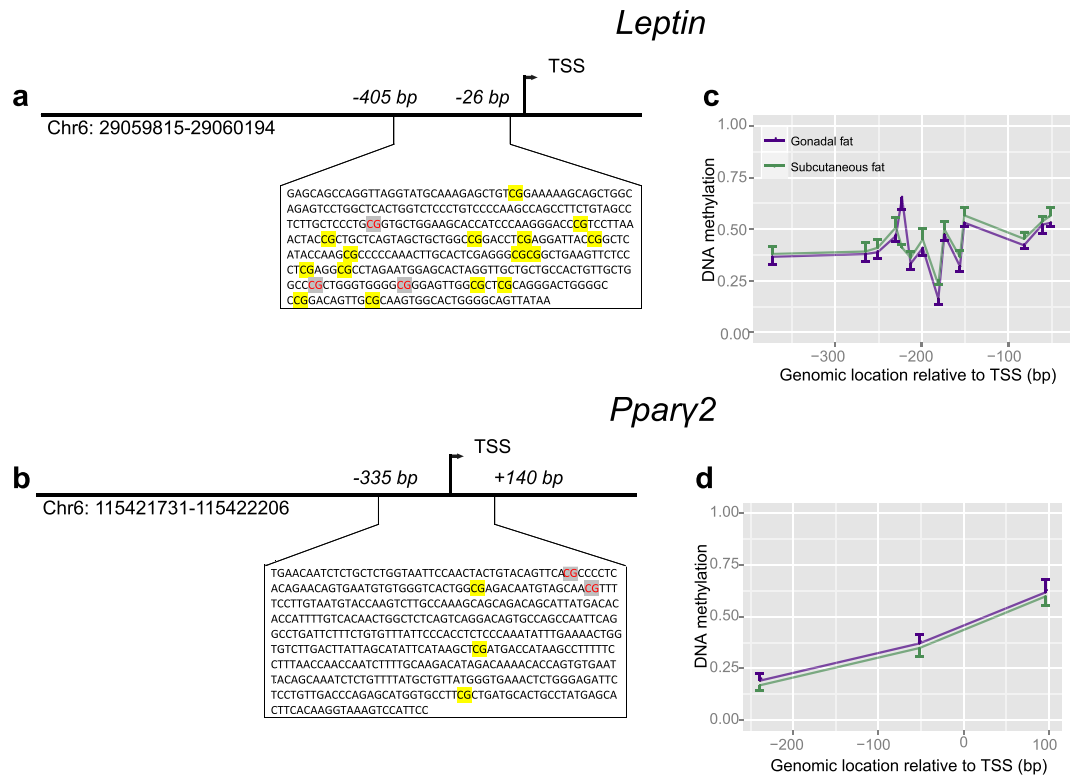 Leptin
a
-405 bp
-26 bp
TSS
Chr6: 29059815-29060194
GAGCAGCCAGGTTAGGTATGCAAAGAGCTGTCGGAAAAAGCAGCTGGC
AGAGTCCTGGCTCACTGGTCTCCCTGTCCCCAAGCCAGCCTTCTGTAGCC
TCTTGCTCCCTGCGGTGCTGGAAGCACCATCCCAAGGGACCCGTCCTTAA
ACTACCCGCTGCTCAGTAGCTGCTGGCCGGACCTCGAGGATTACCGGCTC
ATACCAAGCGCCCCCAAACTTGCACTCGAGGGCGCGGCTGAAGTTCTCC
CTCGAGGCGCCTAGAATGGAGCACTAGGTTGCTGCTGCCACTGTTGCTG
GCCCCGCTGGGTGGGGCGGGAGTTGGCGCTCGCAGGGACTGGGGC
CCGGACAGTTGCGCAAGTGGCACTGGGGCAGTTATAA
c
1.00
0.75
0.50
0.25
0.00
DNA methylation
Gonadal fat
Subcutaneous fat
−300
−200
−100
Genomic location relative to TSS (bp)
Pparγ2
b
-335 bp
TSS
+140 bp
Chr6: 115421731-115422206
TGAACAATCTCTGCTCTGGTAATTCCAACTACTGTACAGTTCACGCCCCTC
ACAGAACAGTGAATGTGTGGGTCACTGGCGAGACAATGTAGCAACGTTT
TCCTTGTAATGTACCAAGTCTTGCCAAAGCAGCAGACAGCATTATGACAC
ACCATTTTGTCACAACTGGCTCTCAGTCAGGACAGTGCCAGCCAATTCAG
GCCTGATTCTTTCTGTGTTTATTCCCACCTCTCCCCAAATATTTGAAAACTGG
TGTCTTGACTTATTAGCATATTCATAAGCTCGATGACCATAAGCCTTTTTC
CTTTAACCAACCAATCTTTTGCAAGACATAGACAAAACACCAGTGTGAAT
TACAGCAAATCTCTGTTTTATGCTGTTATGGGTGAAACTCTGGGAGATTC
TCCTGTTGACCCAGAGCATGGTGCCTTCGCTGATGCACTGCCTATGAGCA
CTTCACAAGGTAAAGTCCATTCC
d
1.00
0.75
0.50
0.25
0.00
DNA methylation
−200
−100
0
100
Genomic location relative to TSS (bp)